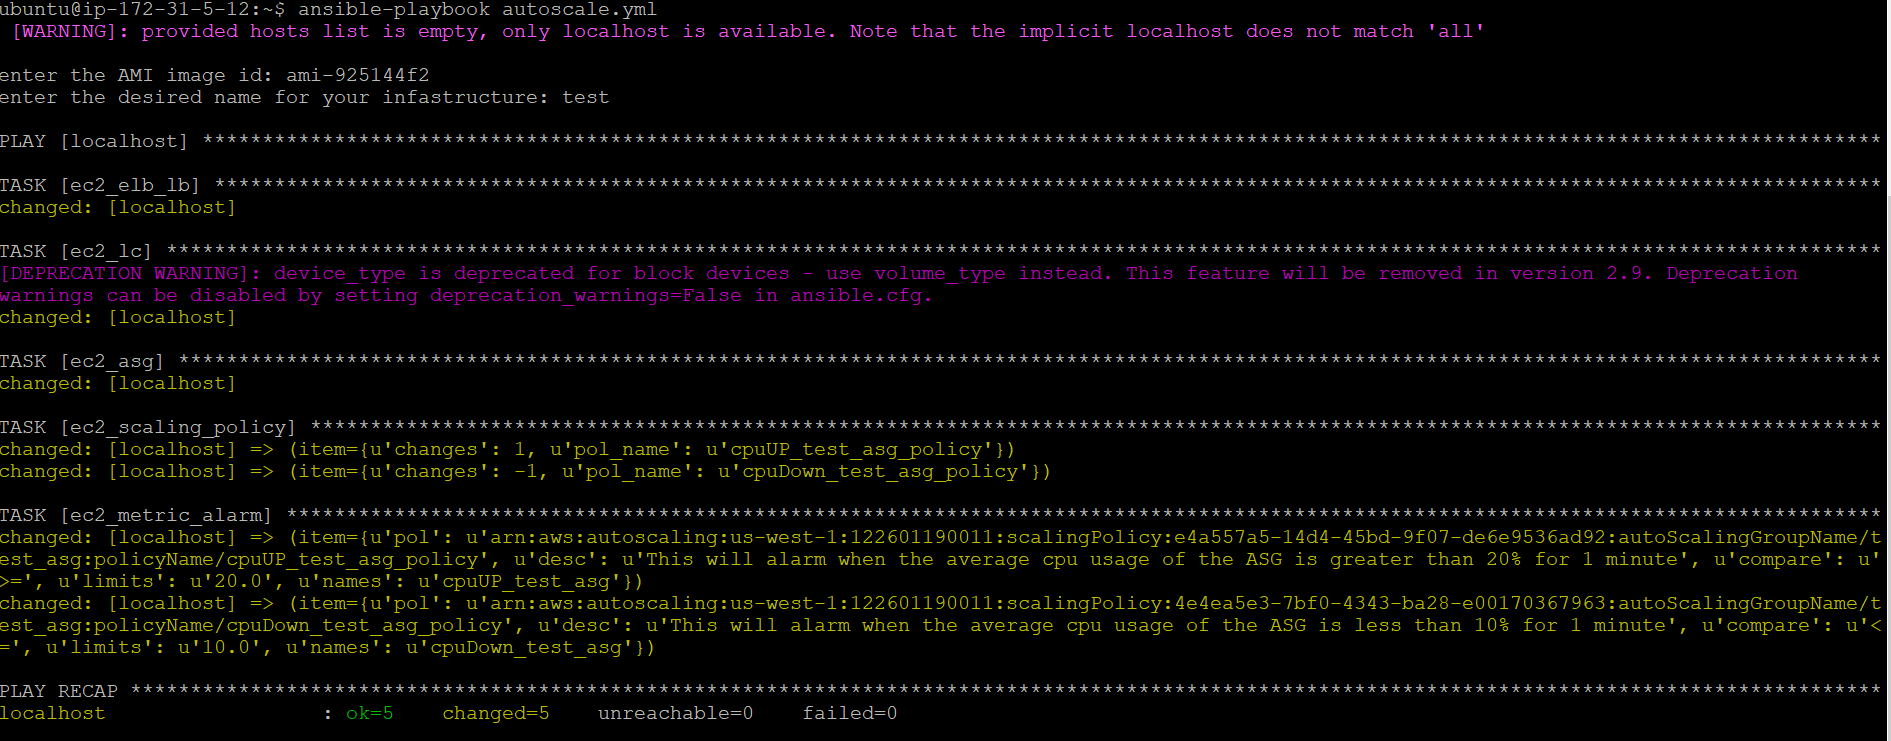 ubuntu@ip-172-31-5-12:~$ ansible-playbook autoscale.yml
[WARNING]: provided hosts list is empty, only localhost is available. Note that the implicit localhost does not match 'all'
enter the AMI image id: ami-925144f2
enter the desired name for your infastructure: test
PLAY [localhost] ********************************************************************************************************************************************
TASK [ec2_elb_lb] *******************************************************************************************************************************************
changed: [localhost]
TASK [ec2_lc] ***********************************************************************************************************************************************
[DEPRECATION WARNING]: device_type is deprecated for block devices - use volume_type instead. This feature will be removed in version 2.9. Deprecation
warnings can be disabled by setting deprecation_warnings=False in ansible.cfg.
changed: [localhost]
TASK [ec2_asg] **********************************************************************************************************************************************
changed: [localhost]
TASK [ec2_scaling_policy] ***********************************************************************************************************************************
changed: [localhost] => (item={u'changes': 1, u'pol_name': u'cpuUP_test_asg_policy'})
changed: [localhost] => (item={u'changes': -1, u'pol_name': u'cpuDown_test_asg_policy'})
TASK [ec2_metric_alarm] *************************************************************************************************************************************
changed: [localhost] => (item={u'pol': u'arn:aws:autoscaling:us-west-1:122601190011:scalingPolicy:e4a557a5-14d4-45bd-9f07-de6e9536ad92:autoScalingGroupName/t
est_asg:policyName/cpuUP_test_asg_policy', u'desc': u'This will alarm when the average cpu usage of the ASG is greater than 20% for 1 minute', u'compare': u'
>=', u'limits': u'20.0', u'names': u'cpuUP_test_asg'})
changed: [localhost] => (item={u'pol': u'arn:aws:autoscaling:us-west-1:122601190011:scalingPolicy:4e4ea5e3-7bf0-4343-ba28-e00170367963:autoScalingGroupName/t
est_asg:policyName/cpuDown_test_asg_policy', u'desc': u'This will alarm when the average cpu usage of the ASG is less than 10% for 1 minute', u'compare': u'<
=', u'limits': u'10.0', u'names': u'cpuDown_test_asg'})
PLAY RECAP **************************************************************************************************************************************************
localhost                  : ok=5    changed=5    unreachable=0    failed=0